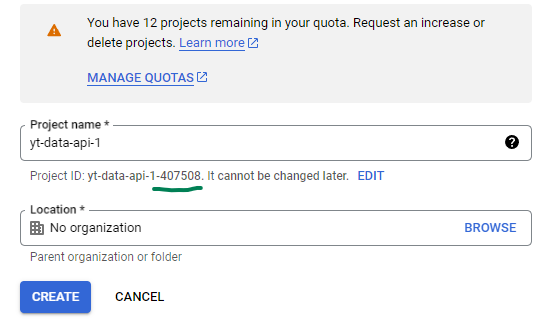 You have 12 projects remaining in your quota. Request an increase or
delete projects. Learn more
MANAGE QUOTAS
Project name *
yt-data-api-1
Project ID: yt-data-api-1-407508. It cannot be changed later. EDIT
Location *
No organization BROWSE
Parent organization or folder
CREATE CANCEL